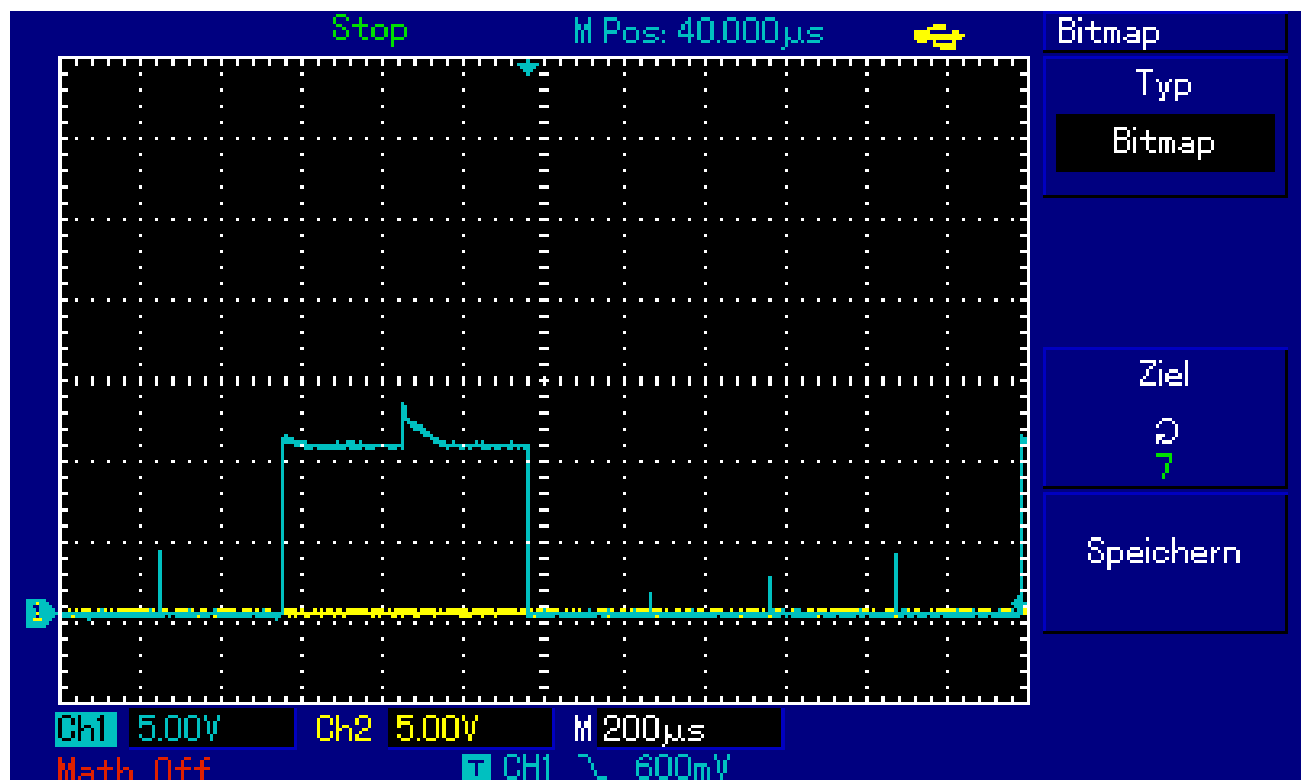 Stop M Pos: 40.000µs Bitmap
Typ
Bitmap
Ziel
7
Speichern
1
Ch1 5.00V Ch2 5.00V M 200µs
Math Off T CH1 600mV